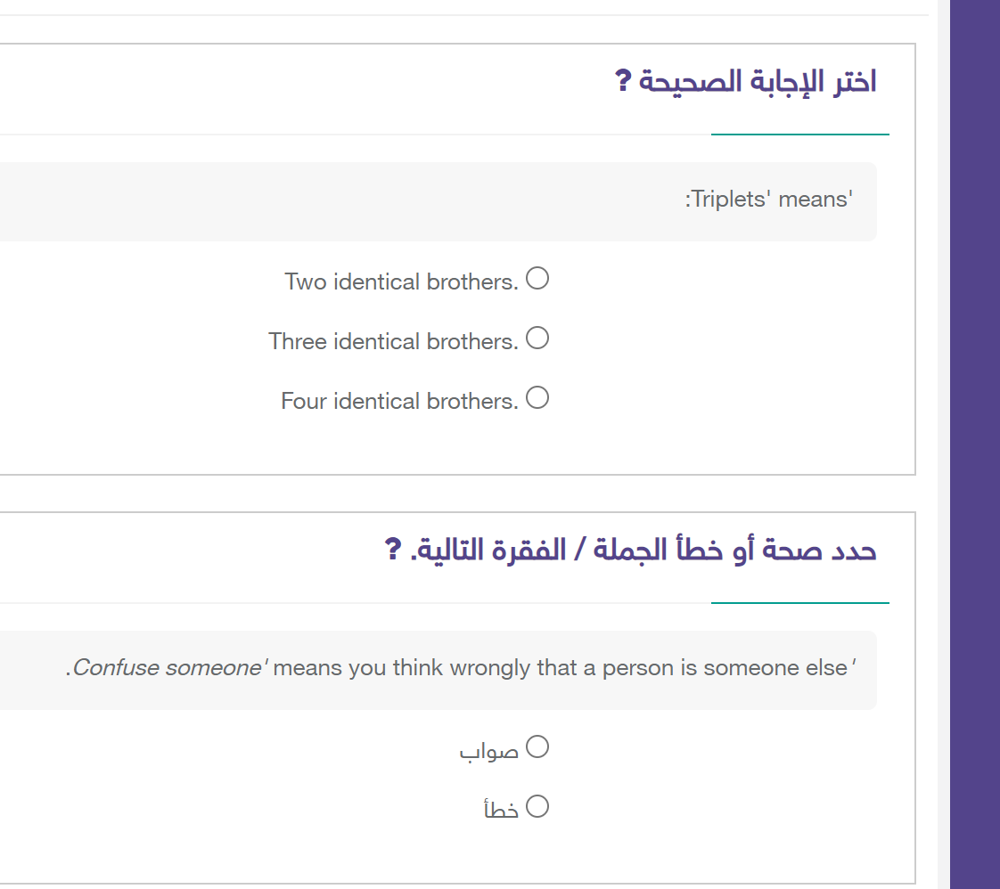 اختر الإجابة الصحيحة ?
'Triplets' means:
Two identical brothers.
Three identical brothers.
Four identical brothers.
حدد صحة أو خطأ الجملة / الفقرة التالية. ?
'Confuse someone' means you think wrongly that a person is someone else.
صواب
خطأ